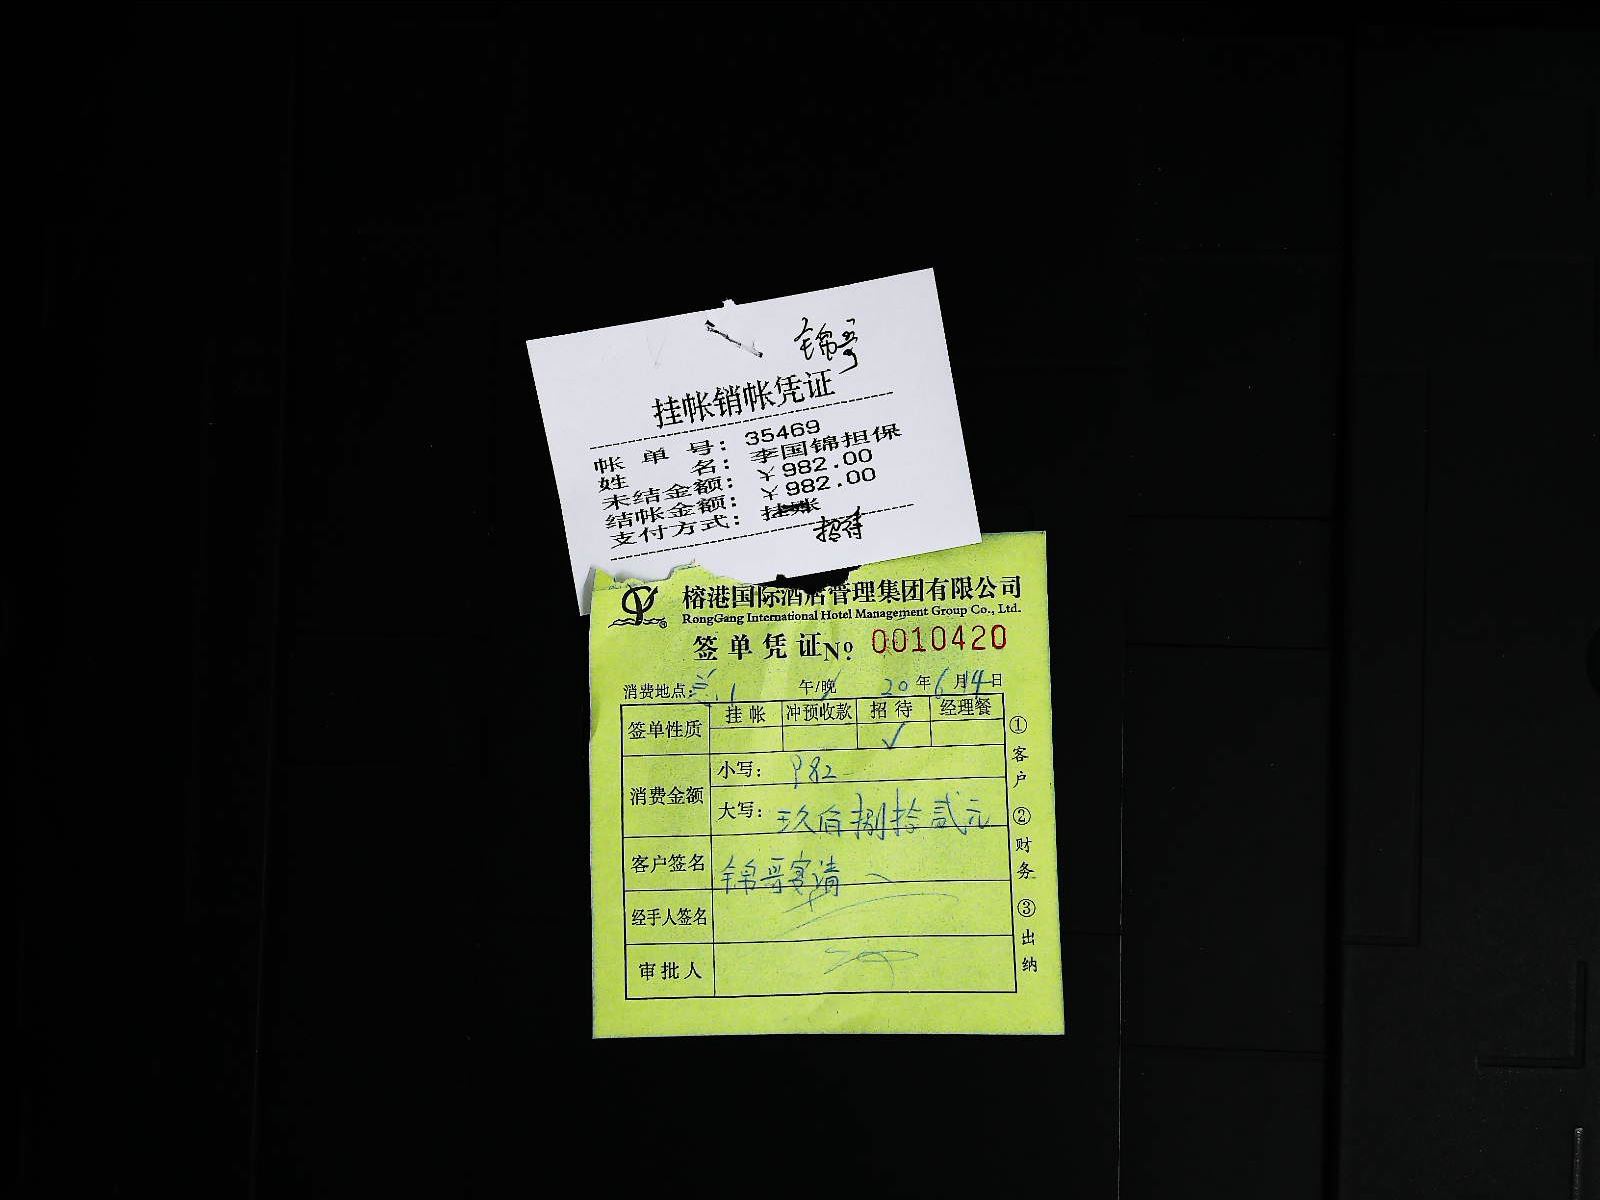 锦哥
挂帐销帐凭证
帐单号：35469
姓名：李国锦担保
未结金额：￥982.00
结帐金额：￥982.00
支付方式：挂账
招待
榕港国际酒店管理集团有限公司
RongGang International Hotel Management Group Co., Ltd.
签单凭证 No. 0010420
消费地点： 午/晚 20年6月14日
签单性质 挂帐 冲预收款 招待 经理餐
✓
消费金额 小写：982
大写：玖佰捌拾贰元
客户签名 锦哥宴请
经手人签名
审批人
①客户 ②财务 ③出纳